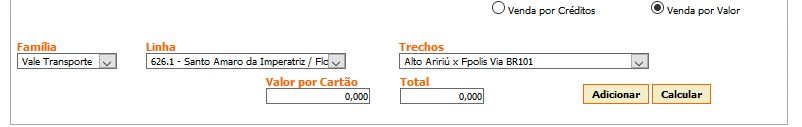 Venda por Créditos Venda por Valor
Família Linha Trechos
Vale Transporte 626.1 - Santo Amaro da Imperatriz / Flc Alto Aririú x Fpolis Via BR101
Valor por Cartão Total
0,000 0,000 Adicionar Calcular